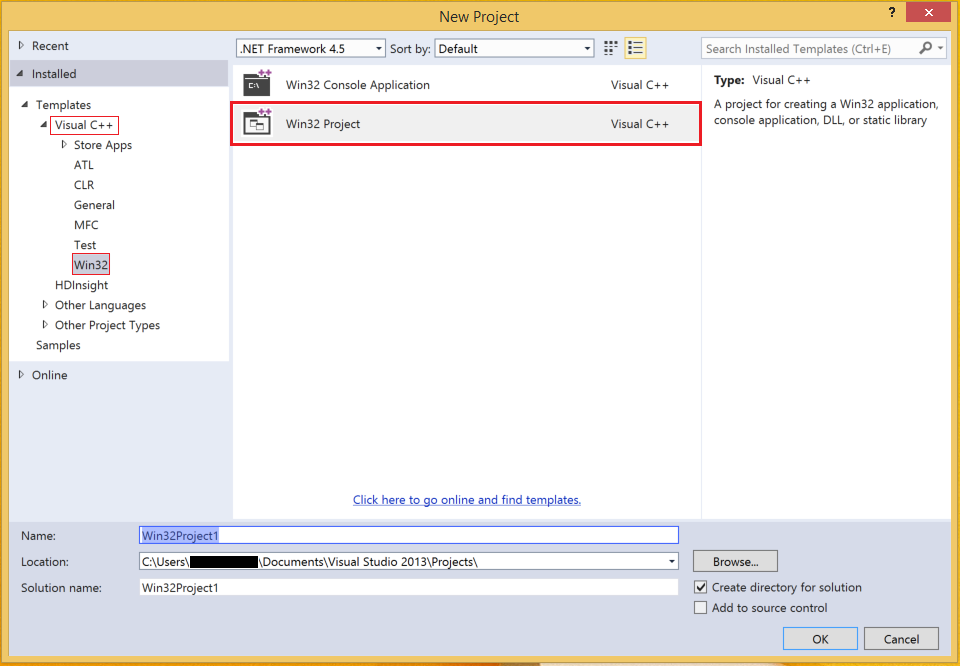 New Project
?
Recent
.NET Framework 4.5
Sort by:
Default
Search Installed Templates (Ctrl+E)
Installed
Templates
Visual C++
Store Apps
ATL
CLR
General
MFC
Test
Win32
HDInsight
Other Languages
Other Project Types
Samples
Online
C:\
Win32 Console Application
Visual C++
Win32 Project
Visual C++
Type: Visual C++
A project for creating a Win32 application,
console application, DLL, or static library
Click here to go online and find templates.
Name:
Win32Project1
Location:
C:\Users\ \Documents\Visual Studio 2013\Projects\
Browse...
Solution name:
Win32Project1
Create directory for solution
Add to source control
OK
Cancel